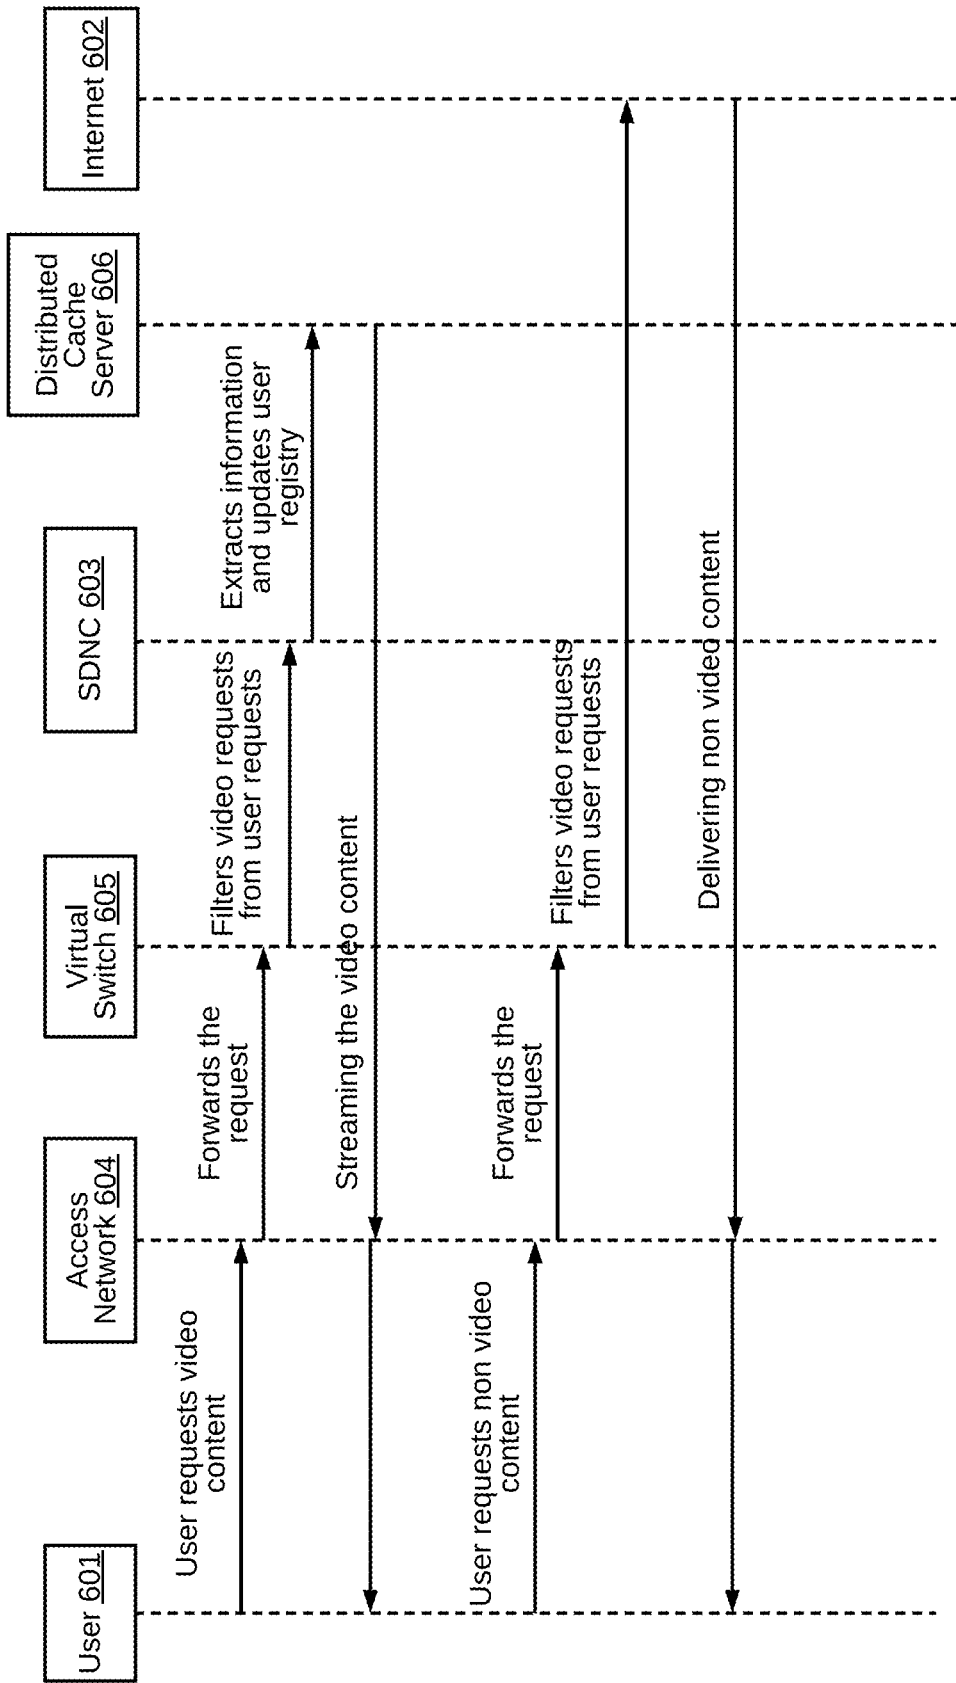 User 601
Access
Network 604
Virtual
Switch 605
SDNC 603
Distributed
Cache
Server 606
Internet 602
User requests video
content
Forwards the
request
Filters video requests
from user requests
Extracts information
and updates user
registry
Streaming the video content
User requests non video
content
Forwards the
request
Filters video requests
from user requests
Delivering non video content